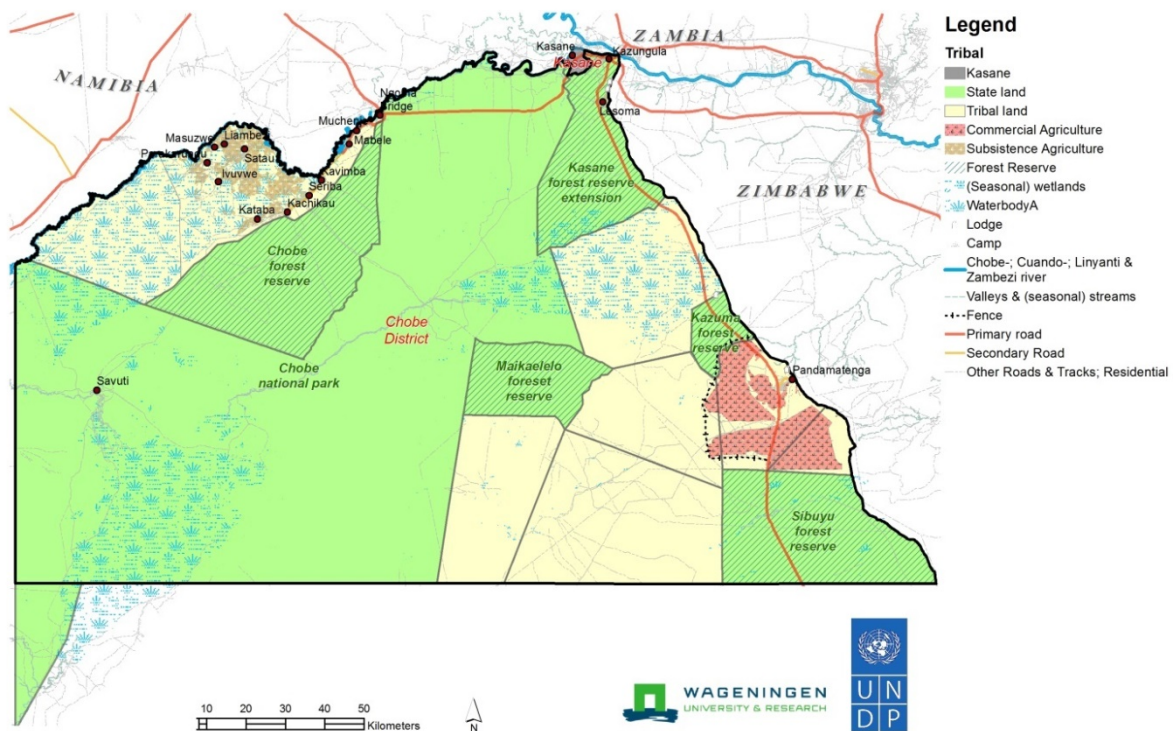 NAMIBIA
ZAMBIA
ZIMBABWE
Kasane
Kasane
Kazungula
Lesoma
Ngoma
Bridge
Mabele
Masuzwe
Satau
Ivuvwe
Kavimba
Seriba
Kachikau
Kataba
Kasane
forest reserve
extension
Chobe
forest
reserve
Chobe
District
Chobe
national park
Kazuma
forest
reserve
Maikaelelo
foreset
reserve
Pandamatenga
Savuti
Sibuyu
forest
reserve
10 20 30 40 50
Kilometers
N
WAGENINGEN
UNIVERSITY & RESEARCH
U N
D P
Legend
Tribal
Kasane
State land
Tribal land
Commercial Agriculture
Subsistence Agriculture
Forest Reserve
(Seasonal) wetlands
WaterbodyA
Lodge
Camp
Chobe-; Cuando-; Linyanti &
Zambezi river
Valleys & (seasonal) streams
Fence
Primary road
Secondary Road
Other Roads & Tracks; Residential